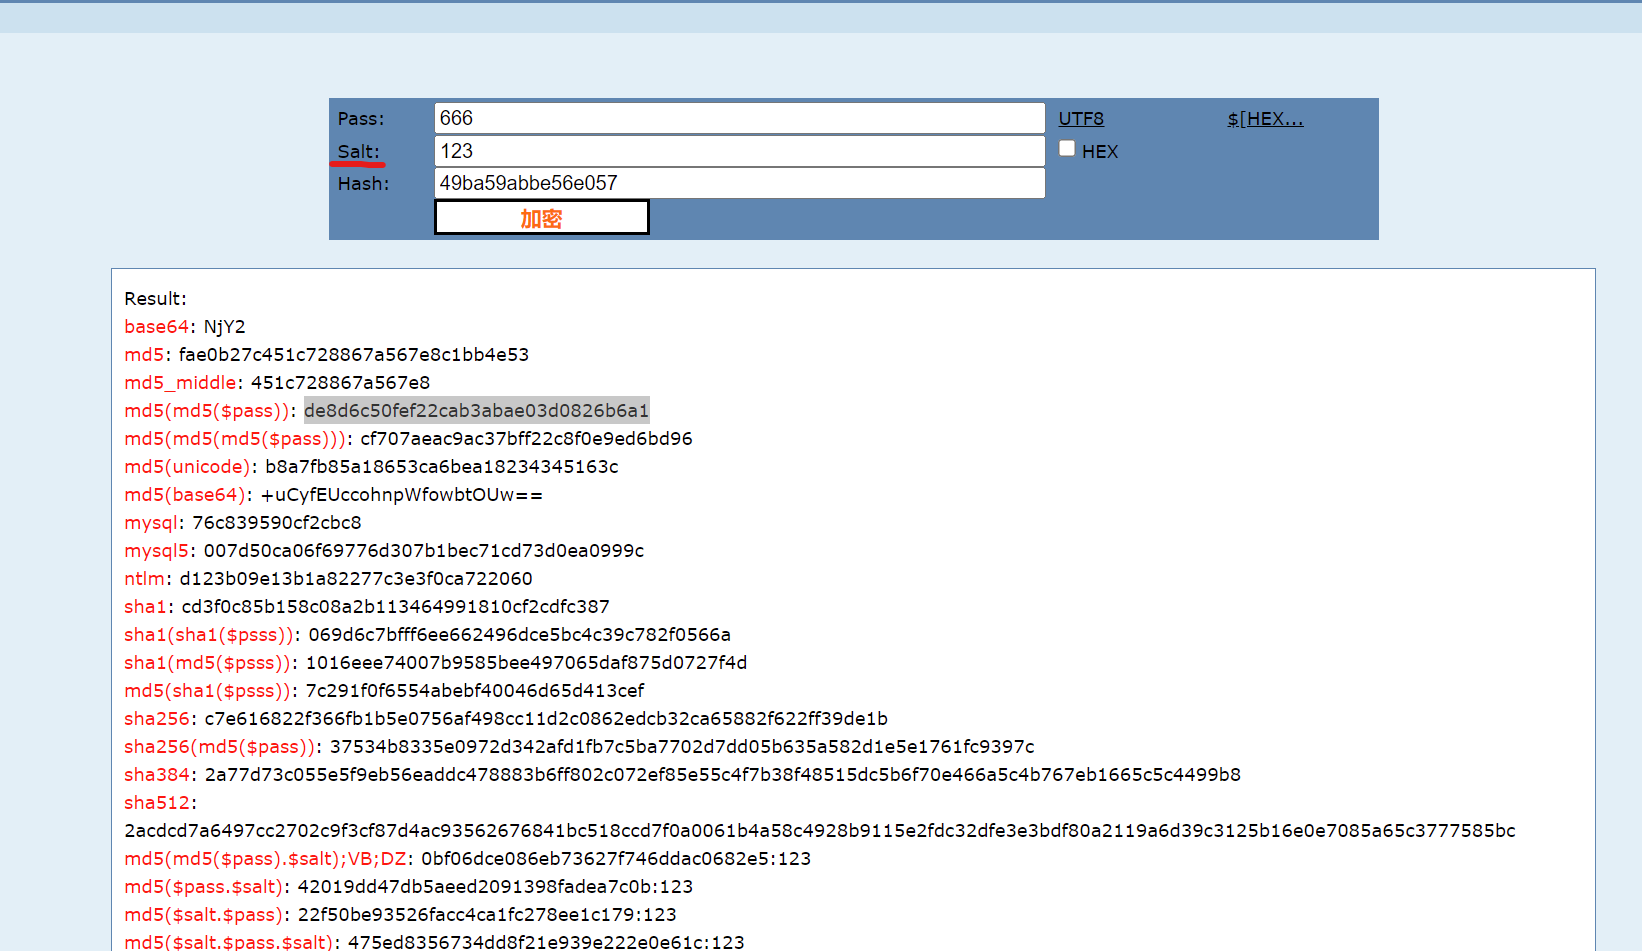 Pass: 666 UTF8 $[HEX...
Salt: 123 HEX
Hash: 49ba59abbe56e057
加密
Result:
base64: NjY2
md5: fae0b27c451c728867a567e8c1bb4e53
md5_middle: 451c728867a567e8
md5(md5($pass)): de8d6c50fef22cab3abae03d0826b6a1
md5(md5(md5($pass))): cf707aeac9ac37bff22c8f0e9ed6bd96
md5(unicode): b8a7fb85a18653ca6bea18234345163c
md5(base64): +uCyfEUccohnpWfowbtOUw==
mysql: 76c839590cf2cbc8
mysql5: 007d50ca06f69776d307b1bec71cd73d0ea0999c
ntlm: d123b09e13b1a82277c3e3f0ca722060
sha1: cd3f0c85b158c08a2b113464991810cf2cdfc387
sha1(sha1($psss)): 069d6c7bfff6ee662496dce5bc4c39c782f0566a
sha1(md5($psss)): 1016eee74007b9585bee497065daf875d0727f4d
md5(sha1($psss)): 7c291f0f6554abebf40046d65d413cef
sha256: c7e616822f366fb1b5e0756af498cc11d2c0862edcb32ca65882f622ff39de1b
sha256(md5($pass)): 37534b8335e0972d342afd1fb7c5ba7702d7dd05b635a582d1e5e1761fc9397c
sha384: 2a77d73c055e5f9eb56eaddc478883b6ff802c072ef85e55c4f7b38f48515dc5b6f70e466a5c4b767eb1665c5c4499b8
sha512:
2acdcd7a6497cc2702c9f3cf87d4ac93562676841bc518ccd7f0a0061b4a58c4928b9115e2fdc32dfe3e3bdf80a2119a6d39c3125b16e0e7085a65c3777585bc
md5(md5($pass).$salt);VB;DZ: 0bf06dce086eb73627f746ddac0682e5:123
md5($pass.$salt): 42019dd47db5aeed2091398fadea7c0b:123
md5($salt.$pass): 22f50be93526facc4ca1fc278ee1c179:123
md5($salt.$pass.$salt): 475ed8356734dd8f21e939e222e0e61c:123